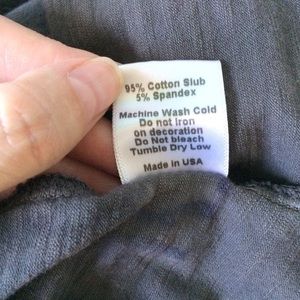 95% Cotton Slub
5% Spandex
Machine Wash Cold
Do not Iron
on decoration
Do Not bleach
Tumble Dry Low
Made in USA